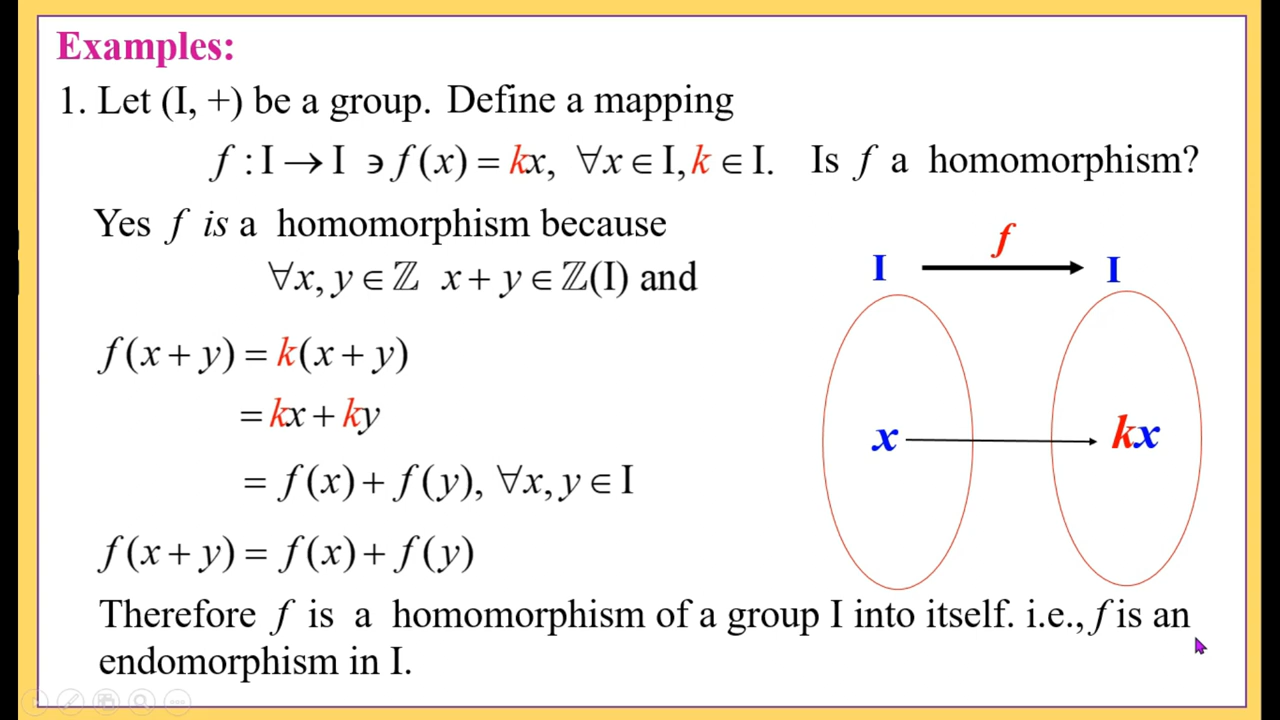 Examples:
1. Let (I, +) be a group. Define a mapping
f : I → I ∍ f(x) = kx, ∀x ∈ I, k ∈ I. Is f a homomorphism?
Yes f is a homomorphism because
∀x, y ∈ ℤ x + y ∈ ℤ(I) and
f(x + y) = k(x + y)
= kx + ky
= f(x) + f(y), ∀x, y ∈ I
f(x + y) = f(x) + f(y)
Therefore f is a homomorphism of a group I into itself. i.e., f is an
endomorphism in I.
f
I
I
x
kx